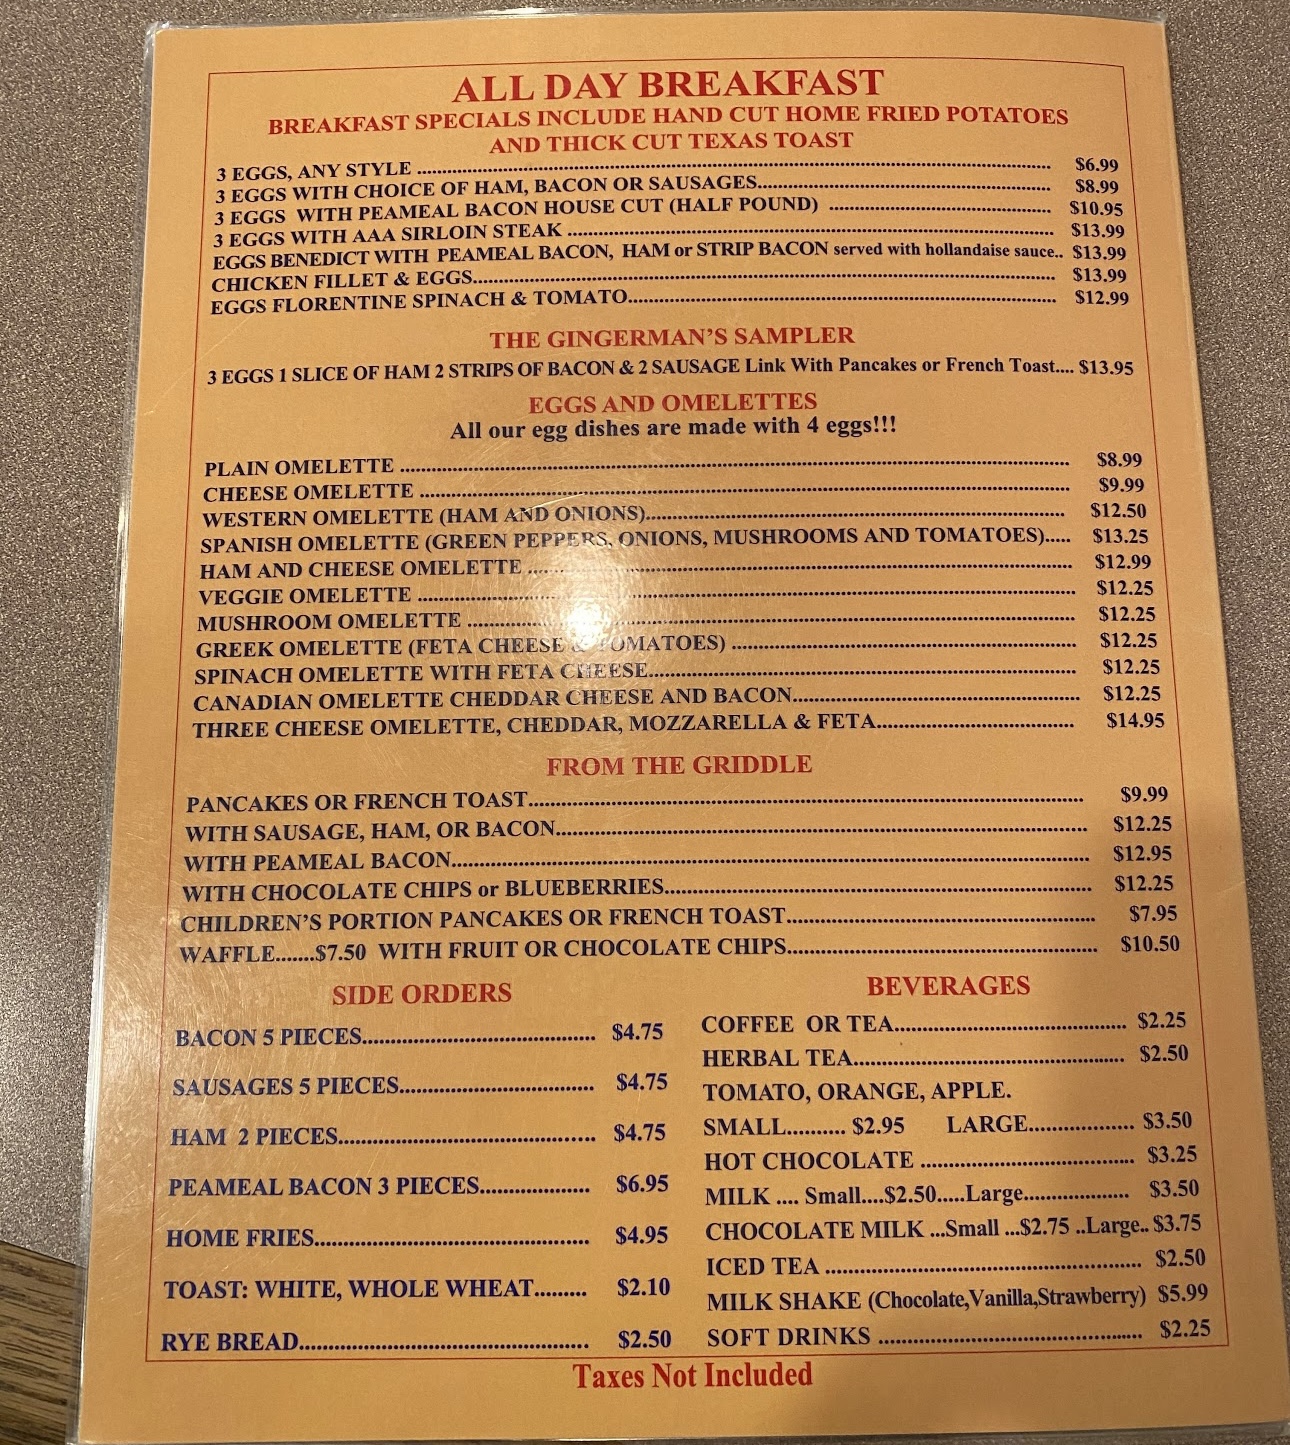 ALL DAY BREAKFAST
BREAKFAST SPECIALS INCLUDE HAND CUT HOME FRIED POTATOES
AND THICK CUT TEXAS TOAST
3 EGGS, ANY STYLE ........ $6.99
3 EGGS WITH CHOICE OF HAM, BACON OR SAUSAGES........ $8.99
3 EGGS WITH PEAMEAL BACON HOUSE CUT (HALF POUND) ........ $10.95
3 EGGS WITH AAA SIRLOIN STEAK ........ $13.99
EGGS BENEDICT WITH PEAMEAL BACON, HAM or STRIP BACON served with hollandaise sauce.. $13.99
CHICKEN FILLET & EGGS........ $13.99
EGGS FLORENTINE SPINACH & TOMATO........ $12.99
THE GINGERMAN'S SAMPLER
3 EGGS 1 SLICE OF HAM 2 STRIPS OF BACON & 2 SAUSAGE Link With Pancakes or French Toast.... $13.95
EGGS AND OMELETTES
All our egg dishes are made with 4 eggs!!!
PLAIN OMELETTE ........ $8.99
CHEESE OMELETTE ........ $9.99
WESTERN OMELETTE (HAM AND ONIONS)........ $12.50
SPANISH OMELETTE (GREEN PEPPERS, ONIONS, MUSHROOMS AND TOMATOES)..... $13.25
HAM AND CHEESE OMELETTE ........ $12.99
VEGGIE OMELETTE ........ $12.25
MUSHROOM OMELETTE ........ $12.25
GREEK OMELETTE (FETA CHEESE & TOMATOES) ........ $12.25
SPINACH OMELETTE WITH FETA CHEESE........ $12.25
CANADIAN OMELETTE CHEDDAR CHEESE AND BACON........ $12.25
THREE CHEESE OMELETTE, CHEDDAR, MOZZARELLA & FETA........ $14.95
FROM THE GRIDDLE
PANCAKES OR FRENCH TOAST........ $9.99
WITH SAUSAGE, HAM, OR BACON........ $12.25
WITH PEAMEAL BACON........ $12.95
WITH CHOCOLATE CHIPS or BLUEBERRIES........ $12.25
CHILDREN'S PORTION PANCAKES OR FRENCH TOAST........ $7.95
WAFFLE.......$7.50 WITH FRUIT OR CHOCOLATE CHIPS........ $10.50
SIDE ORDERS
BACON 5 PIECES........ $4.75
SAUSAGES 5 PIECES........ $4.75
HAM 2 PIECES........ $4.75
PEAMEAL BACON 3 PIECES........ $6.95
HOME FRIES........ $4.95
TOAST: WHITE, WHOLE WHEAT......... $2.10
RYE BREAD........ $2.50
BEVERAGES
COFFEE OR TEA........ $2.25
HERBAL TEA........ $2.50
TOMATO, ORANGE, APPLE.
SMALL.......... $2.95 LARGE........ $3.50
HOT CHOCOLATE ........ $3.25
MILK .... Small....$2.50.....Large........ $3.50
CHOCOLATE MILK ...Small ...$2.75 ..Large.. $3.75
ICED TEA ........ $2.50
MILK SHAKE (Chocolate,Vanilla,Strawberry) $5.99
SOFT DRINKS ........ $2.25
Taxes Not Included